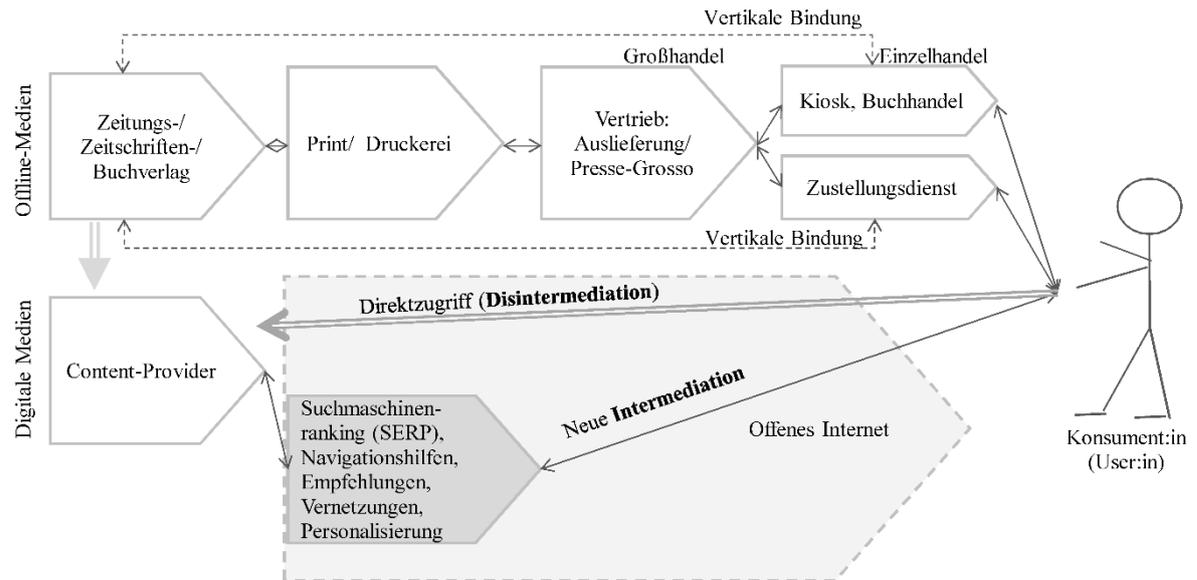 Vertikale Bindung
Großhandel
Einzelhandel
Offline-Medien
Zeitungs-/
Zeitschriften-/
Buchverlag
Print/ Druckerei
Vertrieb:
Auslieferung/
Presse-Grosso
Kiosk, Buchhandel
Zustellungsdienst
Vertikale Bindung
Digitale Medien
Content-Provider
Direktzugriff (Disintermediation)
Neue Intermediation
Suchmaschinen-
ranking (SERP),
Navigationshilfen,
Empfehlungen,
Vernetzungen,
Personalisierung
Offenes Internet
Konsument:in
(User:in)